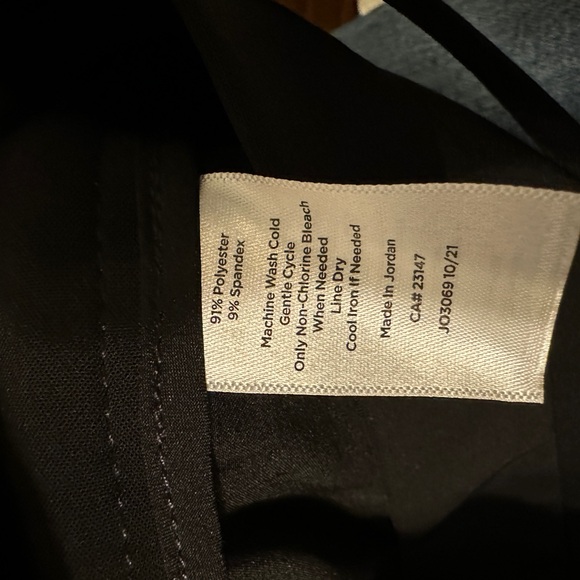 91% Polyester
9% Spandex
Machine Wash Cold
Gentle Cycle
Only Non-Chlorine Bleach
When Needed
Line Dry
Cool Iron If Needed
Made In Jordan
CA# 23147
JO3069 10/21